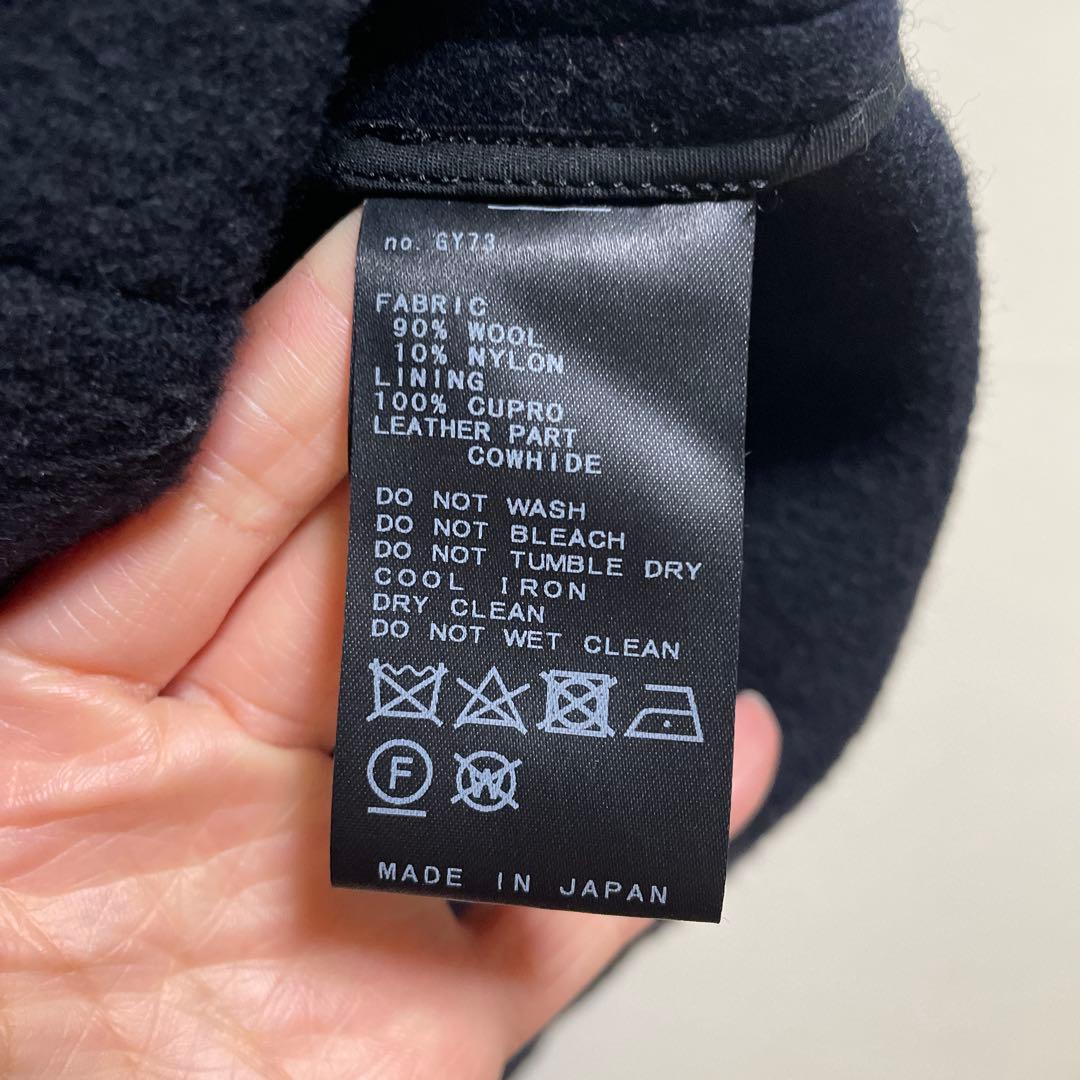 no. GY73
FABRIC
90% WOOL
10% NYLON
LINING
100% CUPRO
LEATHER PART
COWHIDE
DO NOT WASH
DO NOT BLEACH
DO NOT TUMBLE DRY
COOL IRON
DRY CLEAN
DO NOT WET CLEAN
F W
MADE IN JAPAN